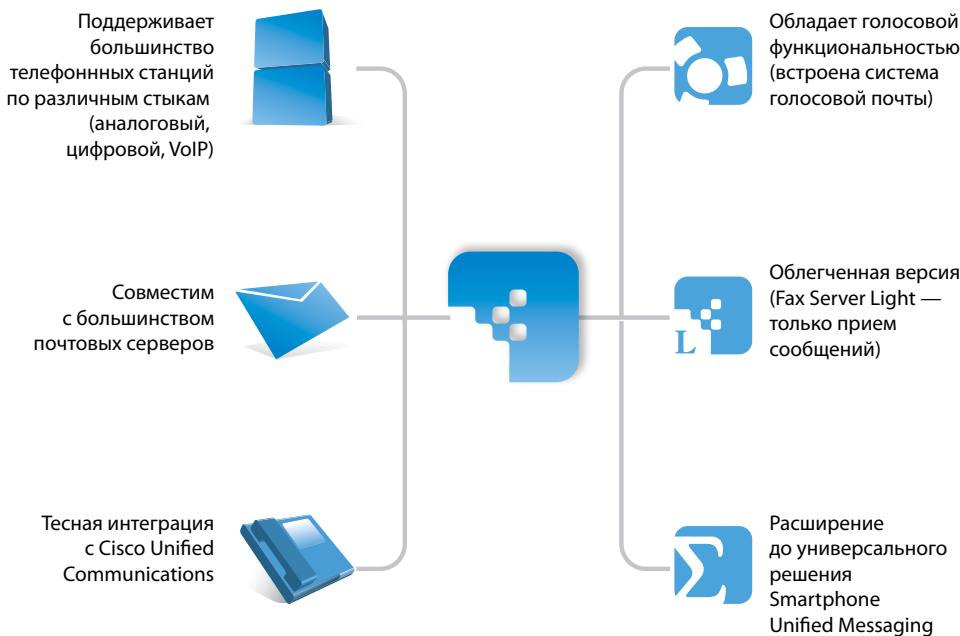 Поддерживает
большинство
телефоннных станций
по различным стыкам
(аналоговый,
цифровой, VoIP)
Обладает голосовой
функциональностью
(встроена система
голосовой почты)
Совместим
с большинством
почтовых серверов
Облегченная версия
(Fax Server Light —
только прием
сообщений)
L
Тесная интеграция
с Cisco Unified
Communications
Σ
Расширение
до универсального
решения
Smartphone
Unified Messaging